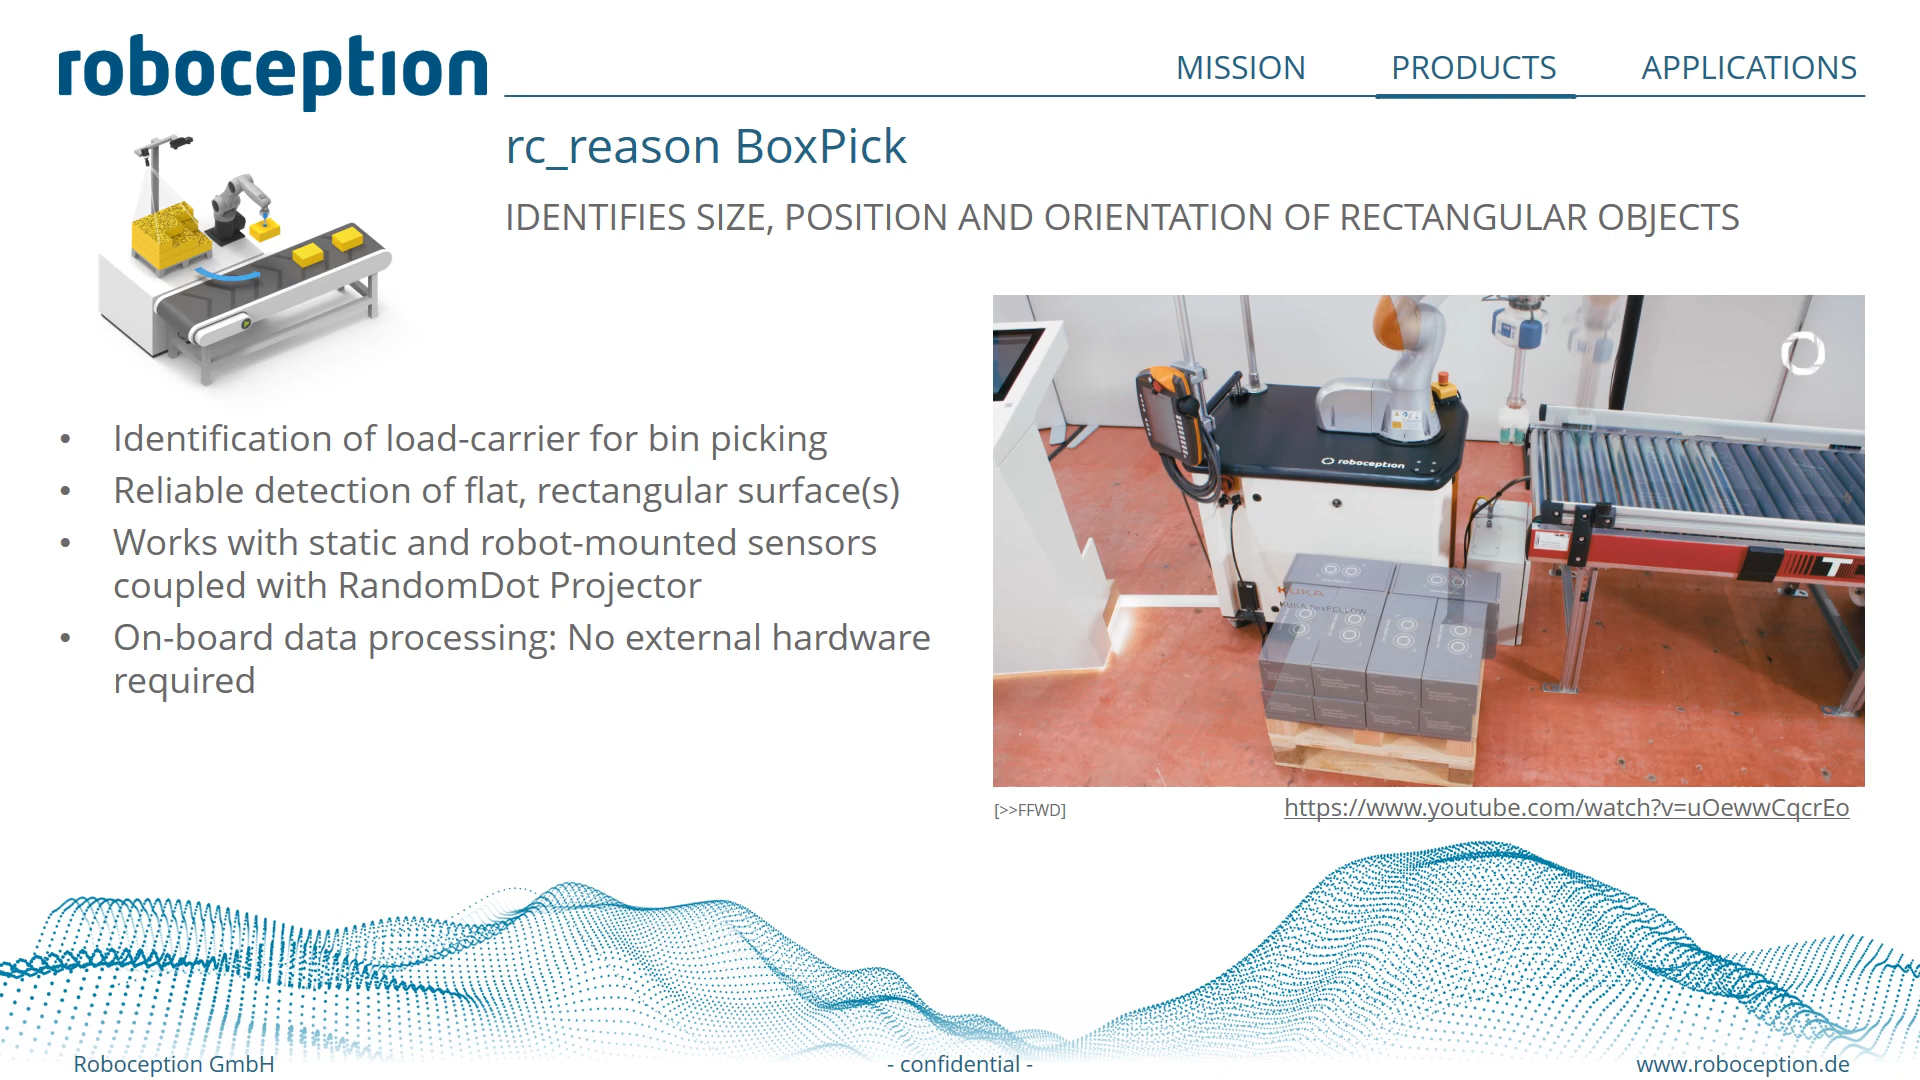 roboception
MISSION
PRODUCTS
APPLICATIONS
rc_reason BoxPick
IDENTIFIES SIZE, POSITION AND ORIENTATION OF RECTANGULAR OBJECTS
• Identification of load-carrier for bin picking
• Reliable detection of flat, rectangular surface(s)
• Works with static and robot-mounted sensors
coupled with RandomDot Projector
• On-board data processing: No external hardware
required
roboception
KUKA
KUKA BoxFELLOW
T
[>>FFWD]
https://www.youtube.com/watch?v=uOewwCqcrEo
Roboception GmbH
- confidential -
www.roboception.de